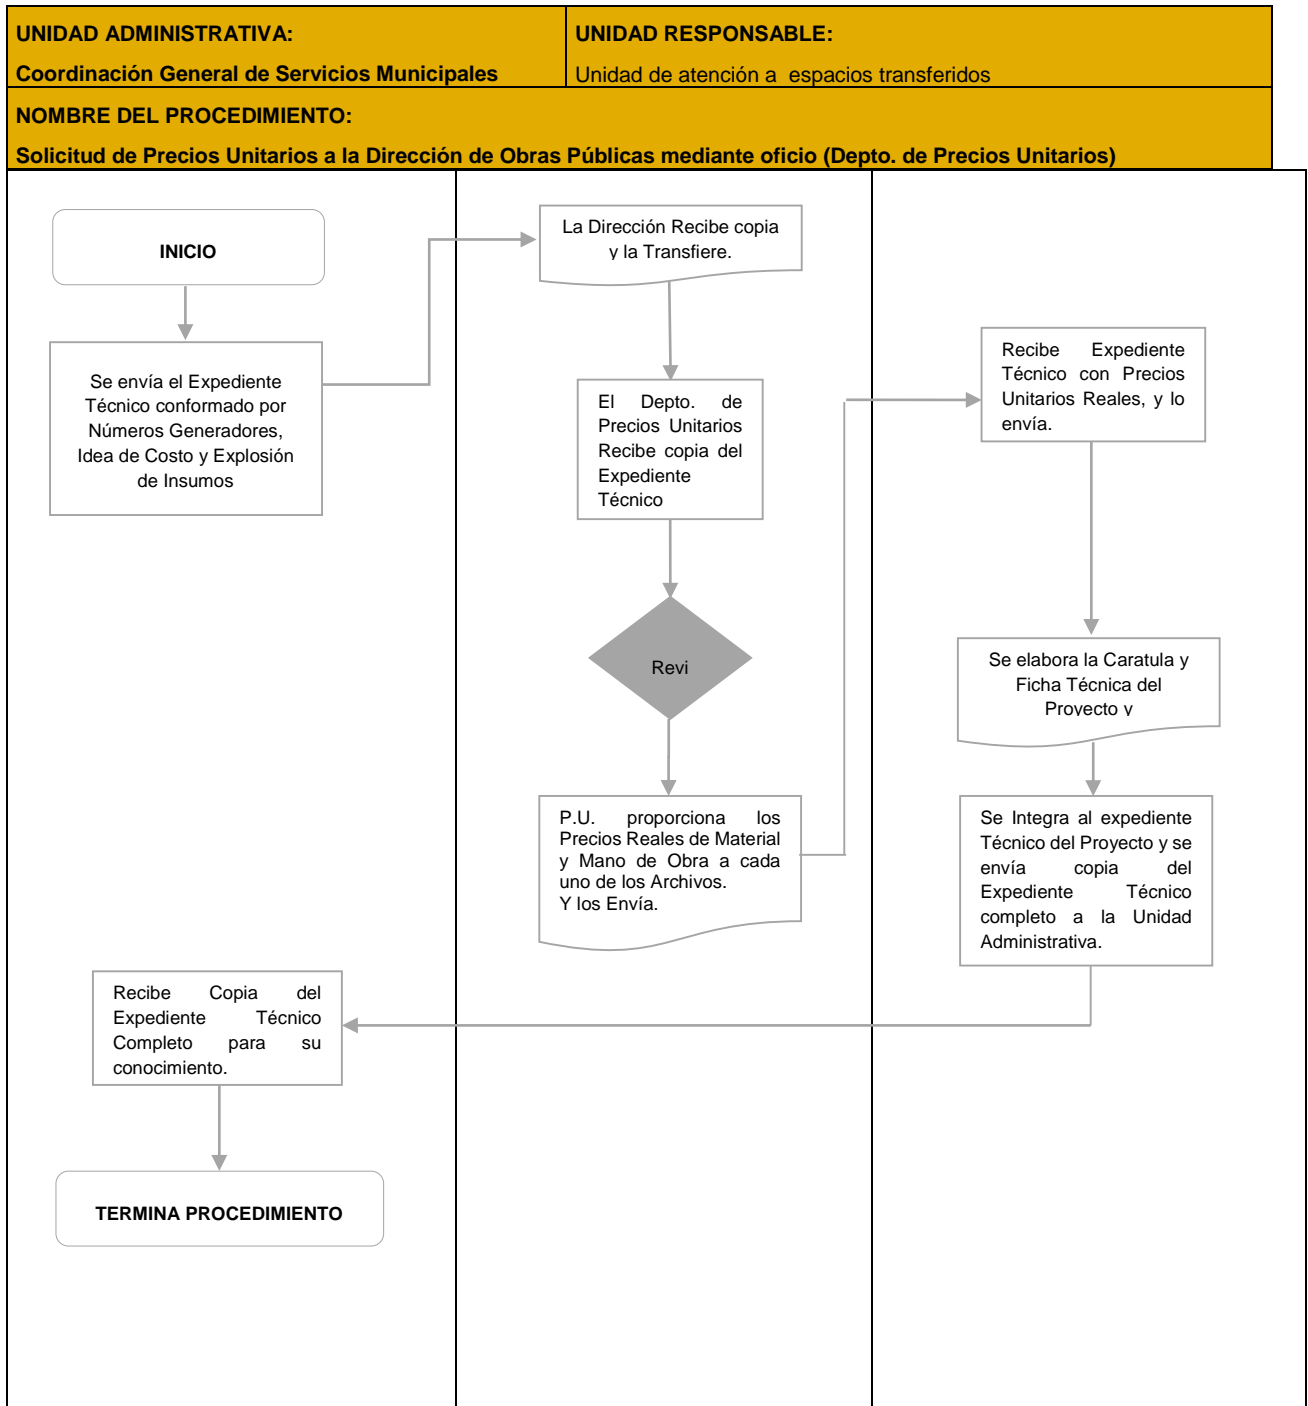 UNIDAD ADMINISTRATIVA:
Coordinación General de Servicios Municipales
UNIDAD RESPONSABLE:
Unidad de atención a espacios transferidos
NOMBRE DEL PROCEDIMIENTO:
Solicitud de Precios Unitarios a la Dirección de Obras Públicas mediante oficio (Depto. de Precios Unitarios)
INICIO
Se envía el Expediente
Técnico conformado por
Números Generadores,
Idea de Costo y Explosión
de Insumos
La Dirección Recibe copia
y la Transfiere.
El Depto. de
Precios Unitarios
Recibe copia del
Expediente
Técnico
Revi
P.U. proporciona los
Precios Reales de Material
y Mano de Obra a cada
uno de los Archivos.
Y los Envía.
Recibe Expediente
Técnico con Precios
Unitarios Reales, y lo
envía.
Se elabora la Caratula y
Ficha Técnica del
Proyecto y
Se Integra al expediente
Técnico del Proyecto y se
envía copia del
Expediente Técnico
completo a la Unidad
Administrativa.
Recibe Copia del
Expediente Técnico
Completo para su
conocimiento.
TERMINA PROCEDIMIENTO